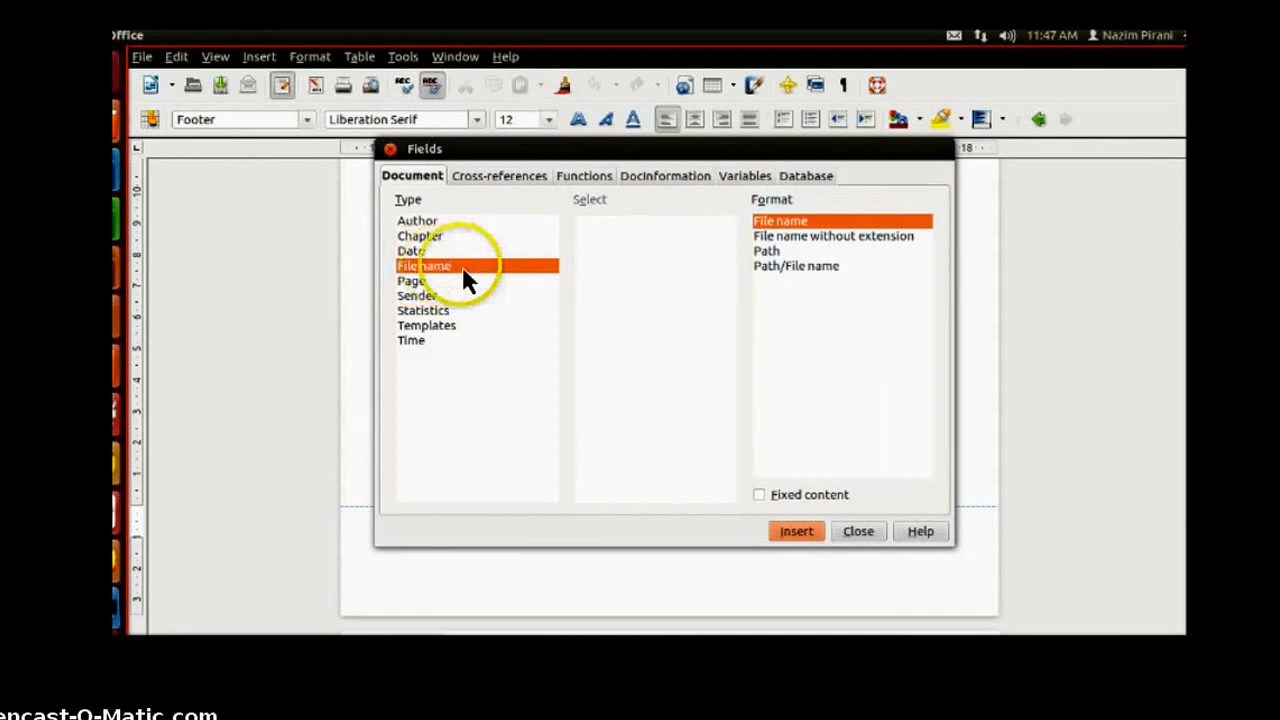 Office
11:47 AM Nazim Pirani
File Edit View Insert Format Table Tools Window Help
Footer Liberation Serif 12
Fields
18
Document Cross-references Functions DocInformation Variables Database
Type Select Format
Author File name
Chapter File name without extension
Date Path
File name Path/File name
Page
Sender
Statistics
Templates
Time
Fixed content
Insert Close Help
encast-O-Matic.com